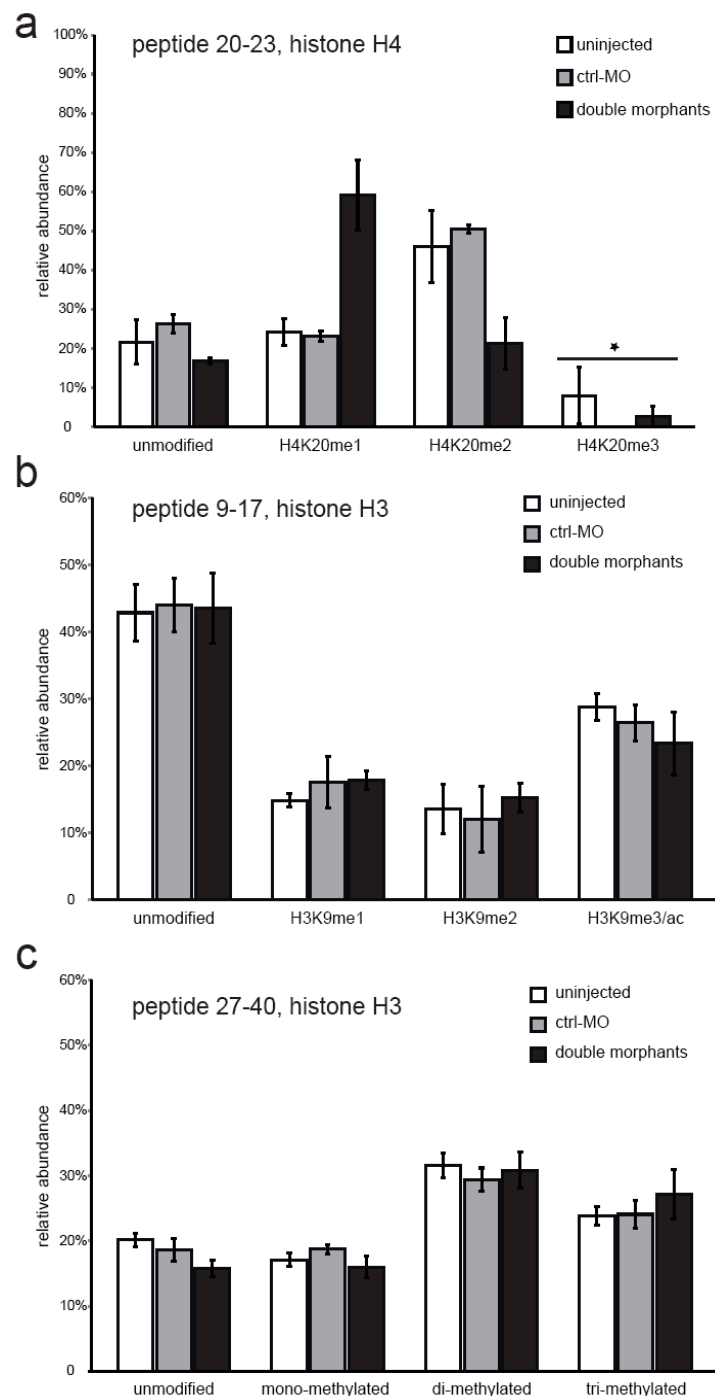 a
100%
peptide 20-23, histone H4
uninjected
90%
ctrl-MO
80%
double morphants
70%
60%
50%
40%
30%
20%
10%
0
relative abundance
*
unmodified H4K20me1 H4K20me2 H4K20me3
b
60%
peptide 9-17, histone H3
uninjected
ctrl-MO
double morphants
50%
40%
30%
20%
10%
0
relative abundance
unmodified H3K9me1 H3K9me2 H3K9me3/ac
c
60%
peptide 27-40, histone H3
uninjected
ctrl-MO
double morphants
50%
40%
30%
20%
10%
0
relative abundance
unmodified mono-methylated di-methylated tri-methylated